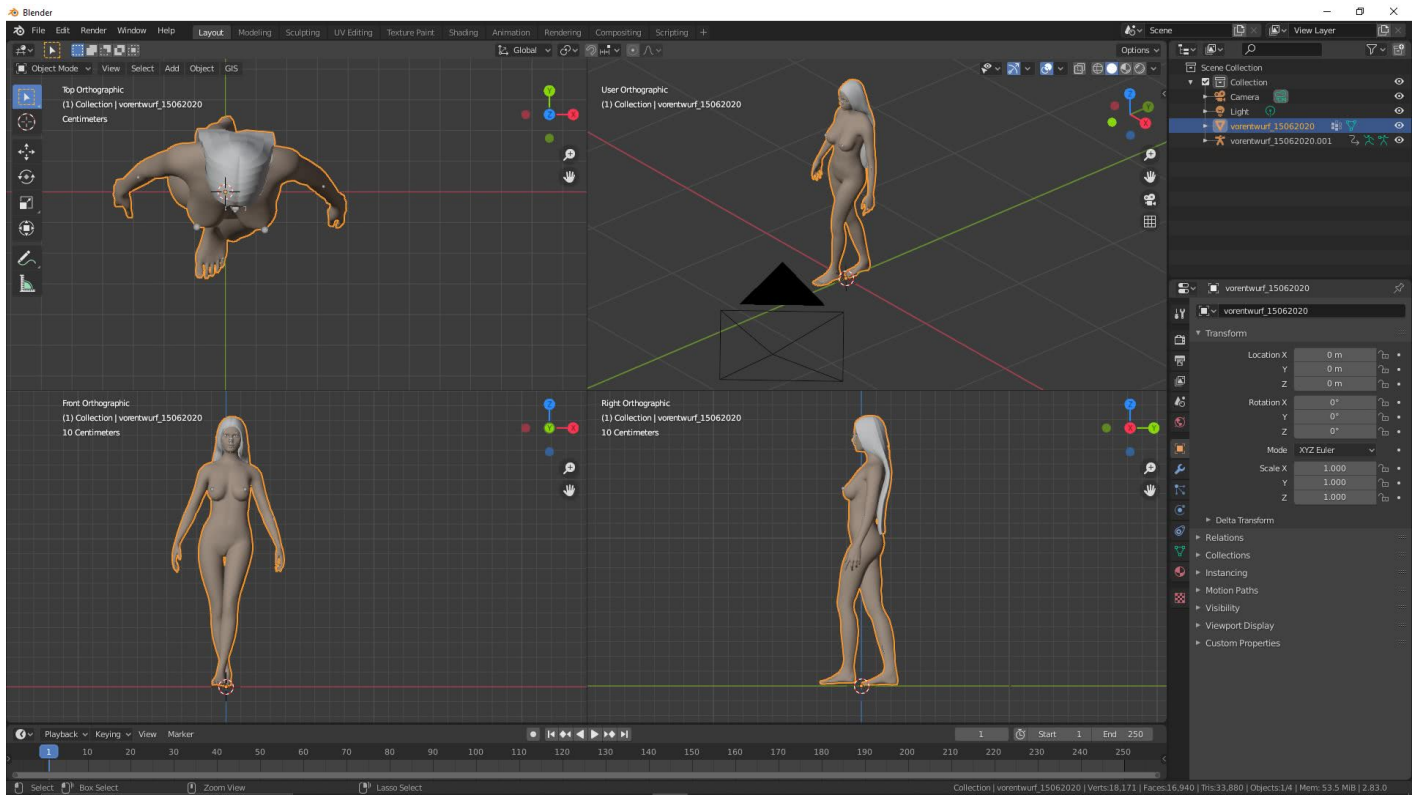 Blender
File Edit Render Window Help Layout Modeling Sculpting UV Editing Texture Paint Shading Animation Rendering Compositing Scripting + Scene View Layer
Global Options
Object Mode View Select Add Object GIS
Top Orthographic
(1) Collection | vorentwurf_15062020
Centimeters
User Orthographic
(1) Collection | vorentwurf_15062020
Front Orthographic
(1) Collection | vorentwurf_15062020
10 Centimeters
Right Orthographic
(1) Collection | vorentwurf_15062020
10 Centimeters
Scene Collection
Collection
Camera
Light
vorentwurf_15062020
vorentwurf_15062020.001
vorentwurf_15062020
vorentwurf_15062020
Transform
Location X 0 m
Y 0 m
Z 0 m
Rotation X 0°
Y 0°
Z 0°
Mode XYZ Euler
Scale X 1.000
Y 1.000
Z 1.000
Delta Transform
Relations
Collections
Instancing
Motion Paths
Visibility
Viewport Display
Custom Properties
Playback Keying View Marker 1 Start 1 End 250
1 10 20 30 40 50 60 70 80 90 100 110 120 130 140 150 160 170 180 190 200 210 220 230 240 250
Select Box Select Zoom View Lasso Select Collection | vorentwurf_15062020 | Verts:18,171 | Faces:16,940 | Tris:33,880 | Objects:1/4 | Mem: 53.5 MiB | 2.83.0